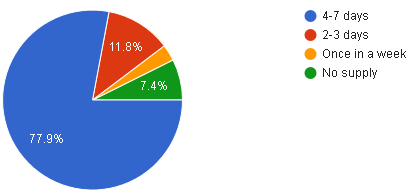 4-7 days
2-3 days
Once in a week
No supply
11.8%
7.4%
77.9%